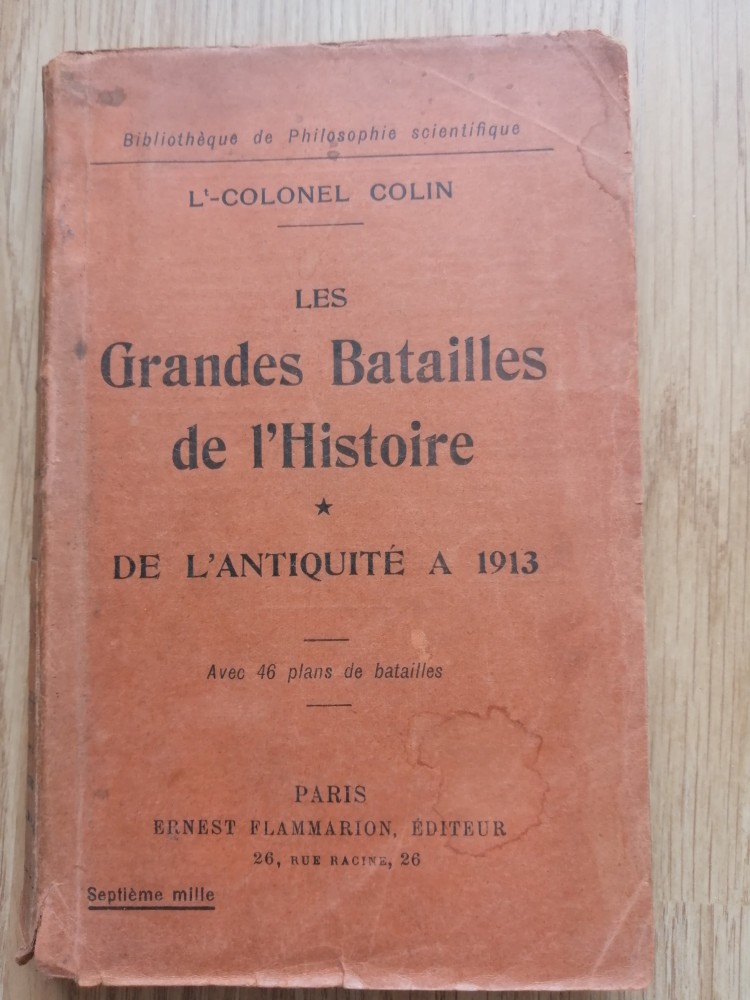 Bibliothèque de Philosophie scientifique
Lᵗ-COLONEL COLIN
LES
Grandes Batailles
de l'Histoire
★
DE L'ANTIQUITÉ A 1913
Avec 46 plans de batailles
PARIS
ERNEST FLAMMARION, ÉDITEUR
26, RUE RACINE, 26
Septième mille